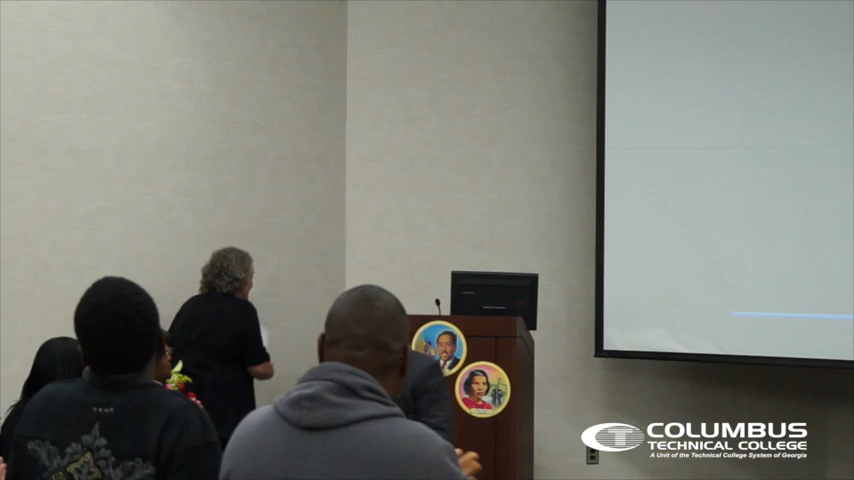 COLUMBUS
TECHNICAL COLLEGE
A Unit of the Technical College System of Georgia